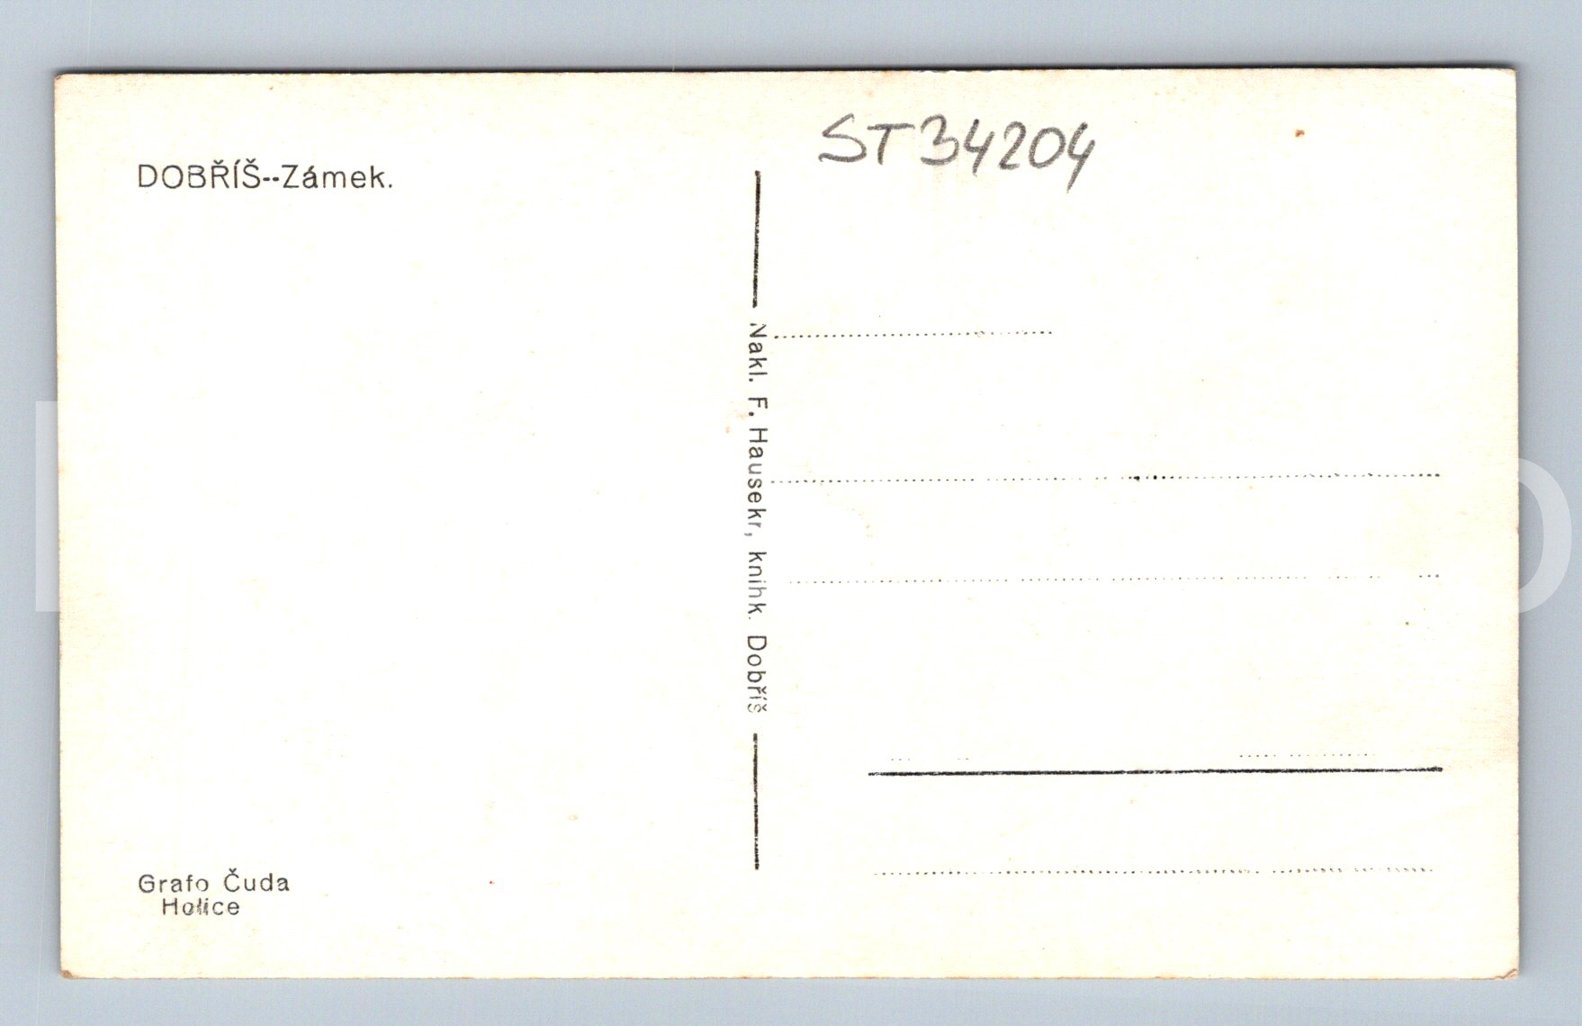 DOBŘÍŠ--Zámek.
ST34204
Nakl. F. Hausekr, knihk. Dobříš
Grafo Čuda
Holice